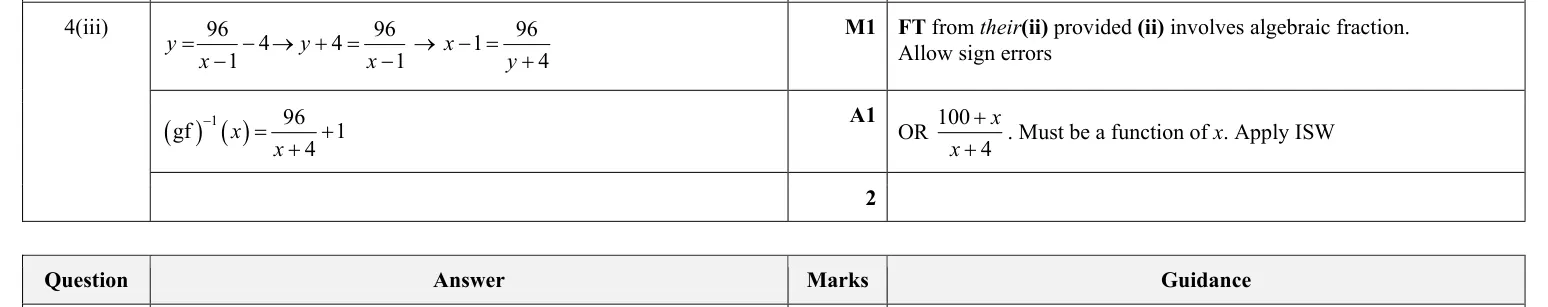 4(iii)
y = 96/(x − 1) − 4 → y + 4 = 96/(x − 1) → x − 1 = 96/(y + 4)
M1
FT from their(ii) provided (ii) involves algebraic fraction.
Allow sign errors
(gf)⁻¹(x) = 96/(x + 4) + 1
A1
OR (100 + x)/(x + 4). Must be a function of x. Apply ISW
2
Question Answer Marks Guidance